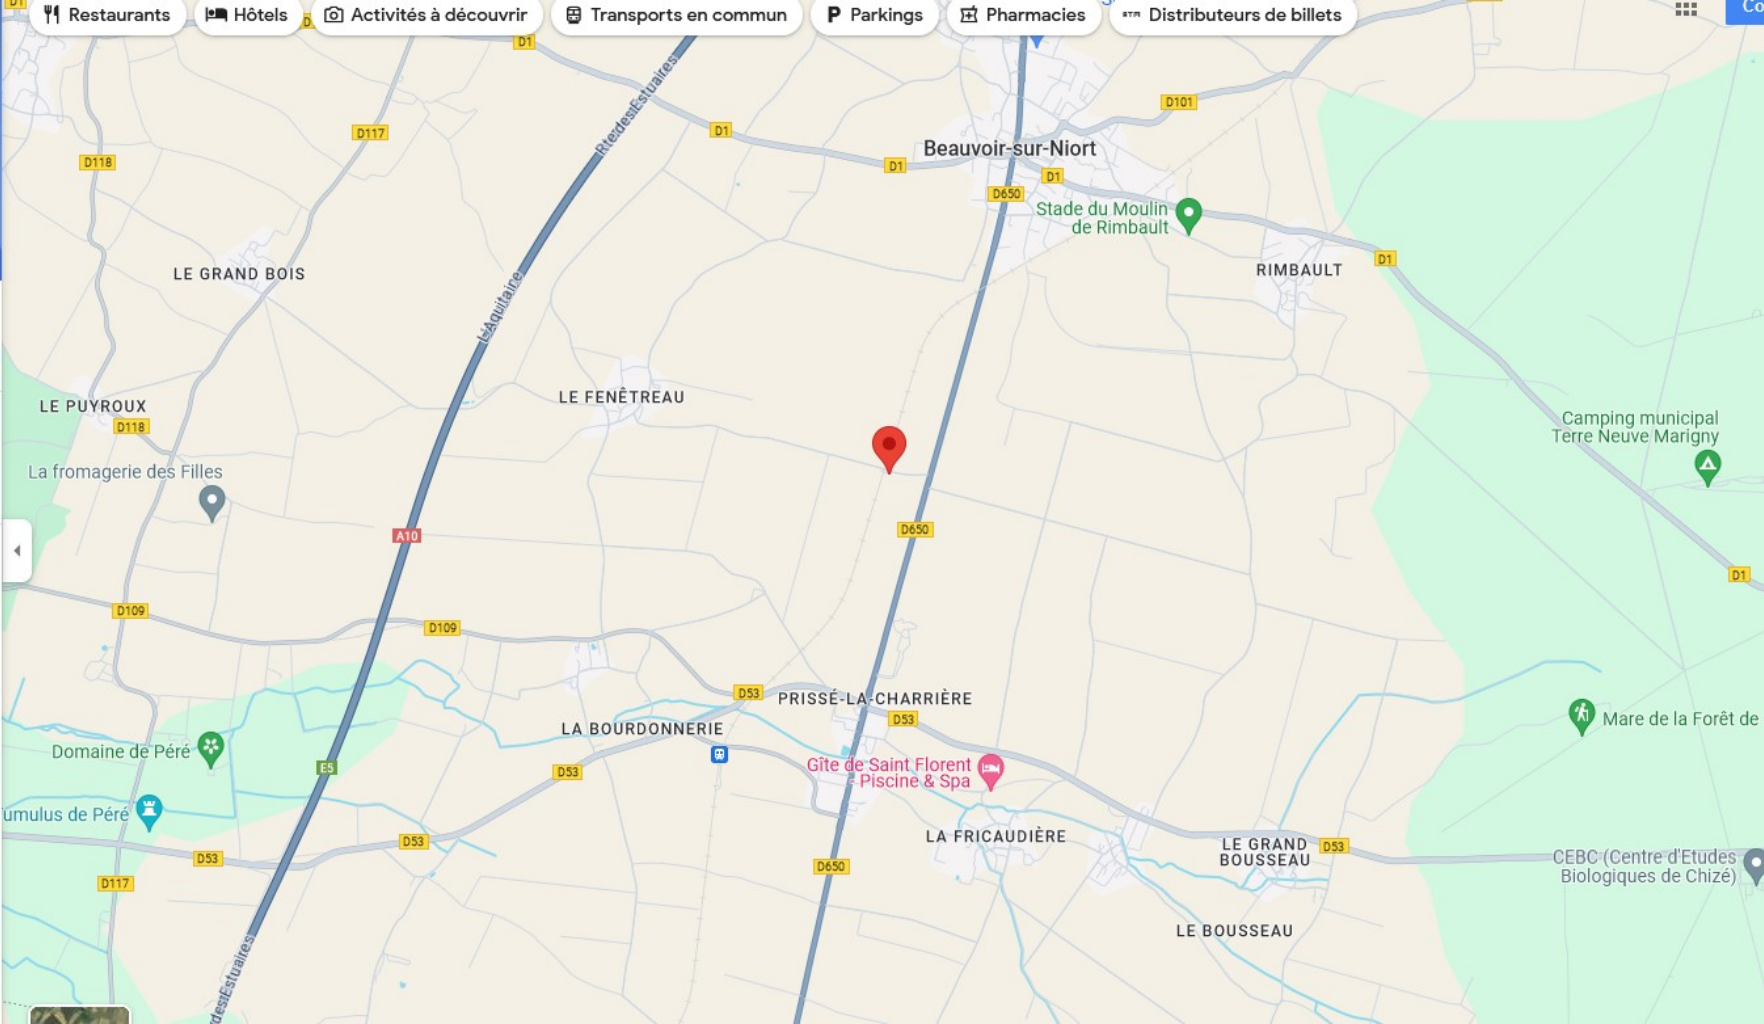 Restaurants
Hôtels
Activités à découvrir
Transports en commun
Parkings
Pharmacies
Distributeurs de billets
D1
Rte des Estuaires
D101
D117
D1
D118
Beauvoir-sur-Niort
D1
D1
D650
Stade du Moulin
de Rimbault
D1
RIMBAULT
LE GRAND BOIS
L'Aquitaine
LE FENÊTREAU
LE PUYROUX
D118
Camping municipal
Terre Neuve Marigny
La fromagerie des Filles
A10
D650
D1
D109
D109
D53
PRISSÉ-LA-CHARRIÈRE
D53
Mare de la Forêt de
LA BOURDONNERIE
Domaine de Péré
E5
D53
Gîte de Saint Florent
Piscine & Spa
umulus de Péré
D53
LA FRICAUDIÈRE
LE GRAND
BOUSSEAU
D53
D53
D650
D117
CEBC (Centre d'Etudes
Biologiques de Chizé)
LE BOUSSEAU
des Estuaires